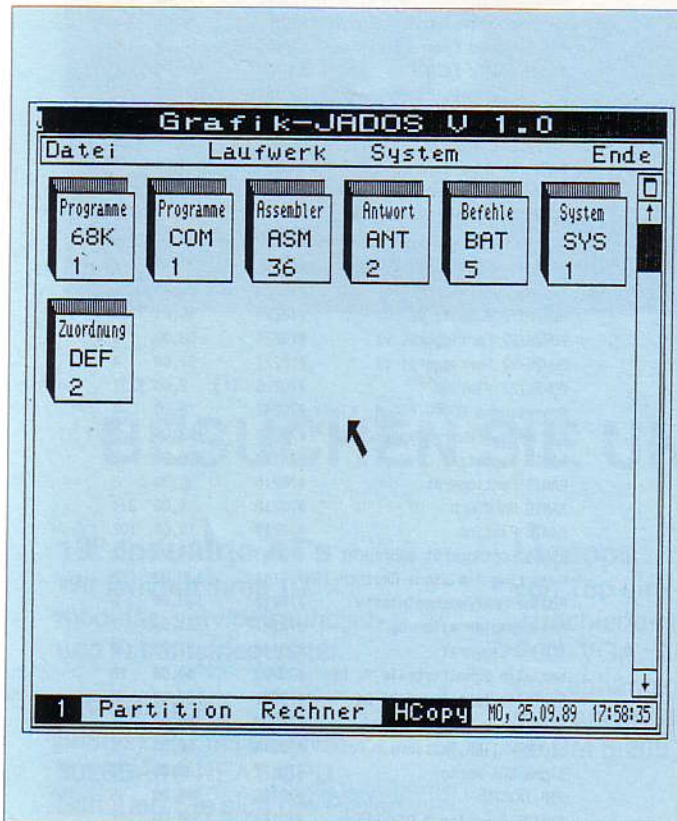 Grafik-JADOS V 1.0
Datei Laufwerk System Ende
Programme
68K
1
Programme
COM
1
Assembler
ASM
36
Antwort
ANT
2
Befehle
BAT
5
System
SYS
1
Zuordnung
DEF
2
1 Partition Rechner HCopy MO, 25.09.89 17:58:35